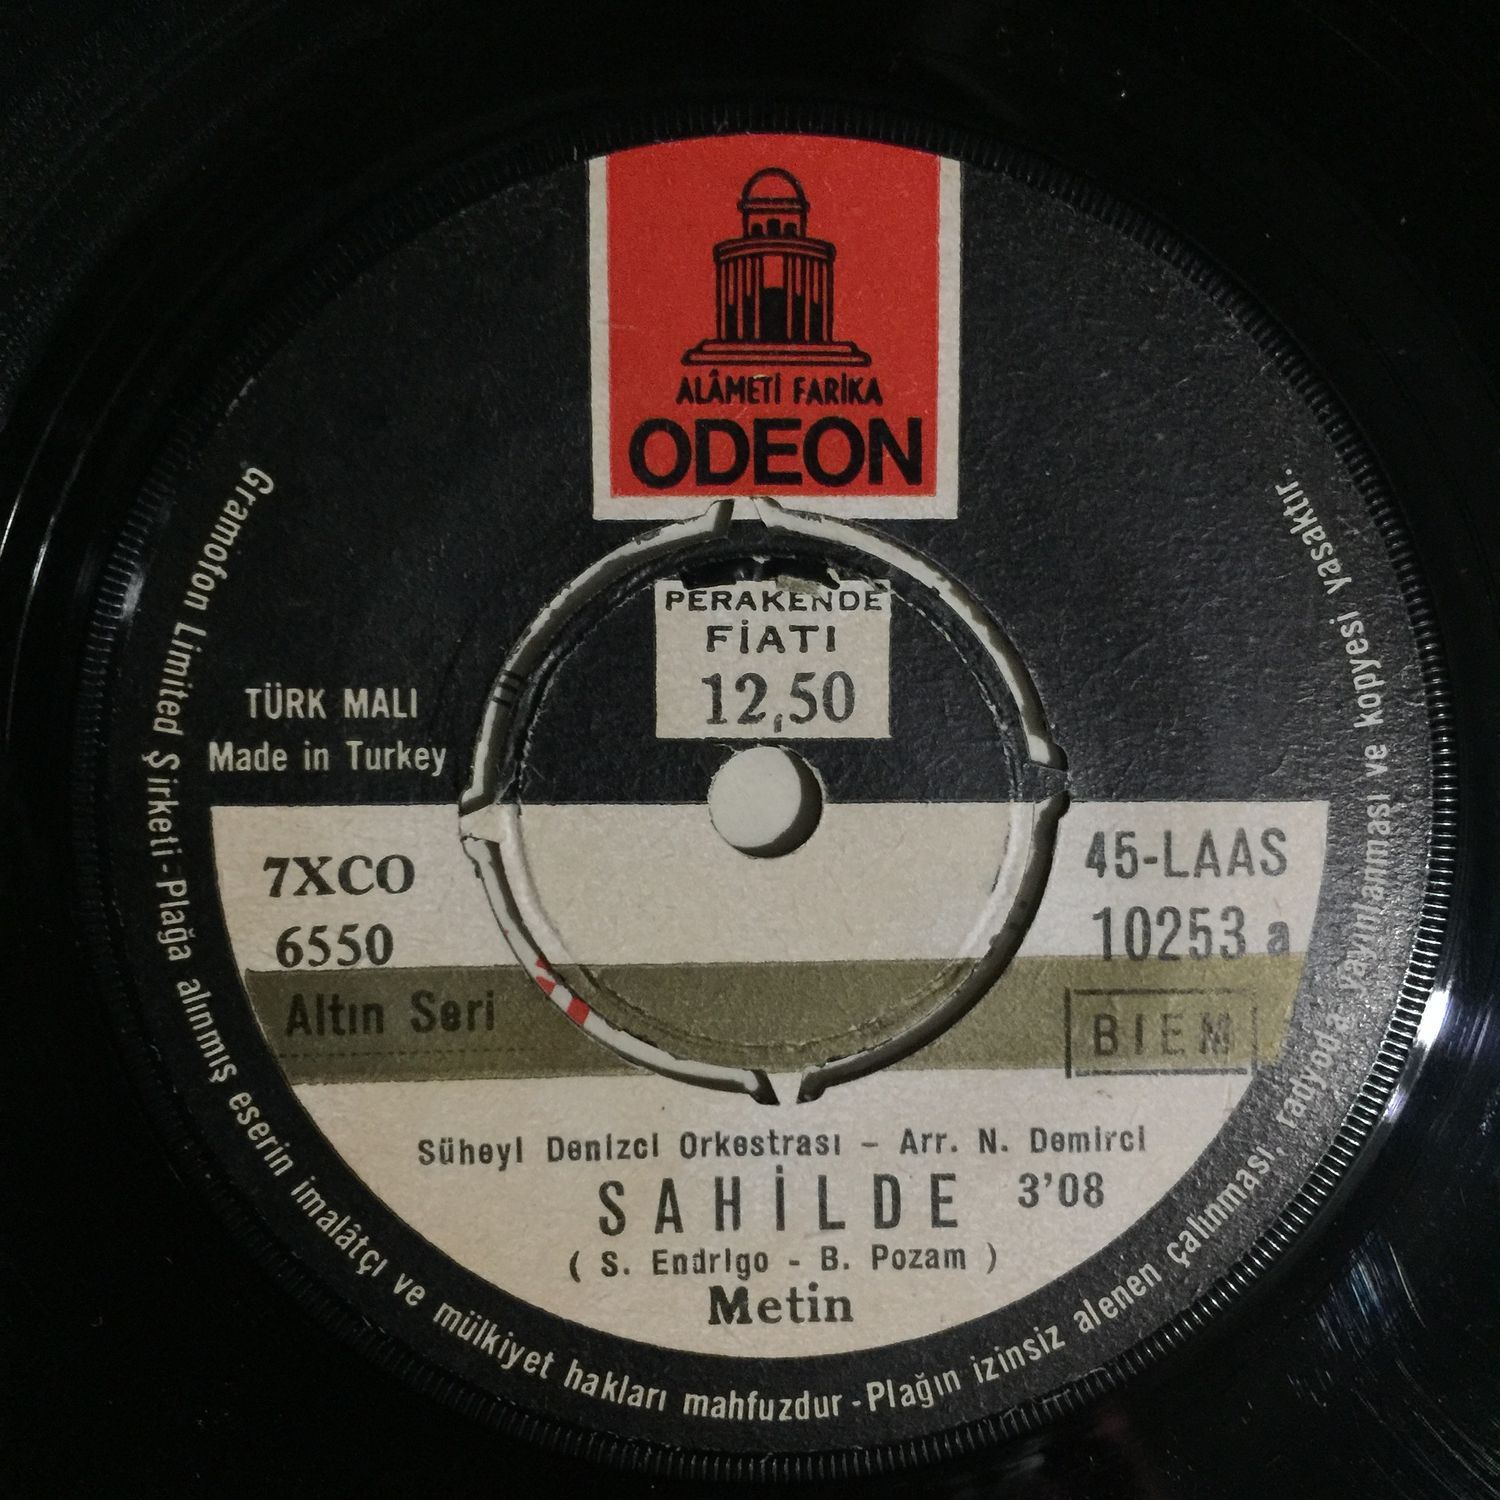 ALÂMETİ FARİKA
ODEON
PERAKENDE
FİATI
12,50
TÜRK MALI
Made in Turkey
7XCO
6550
Altın Seri
45-LAAS
10253 a
BIEM
Süheyl Denizci Orkestrası – Arr. N. Demirci
SAHİLDE 3'08
( S. Endrigo - B. Pozam )
Metin
Gramofon Limited Şirketi-Plağa alınmış eserin imalâtçı ve mülkiyet hakları mahfuzdur-Plağın izinsiz alenen çalınması, radyoda yayınlanması ve kopyesi yasaktır.